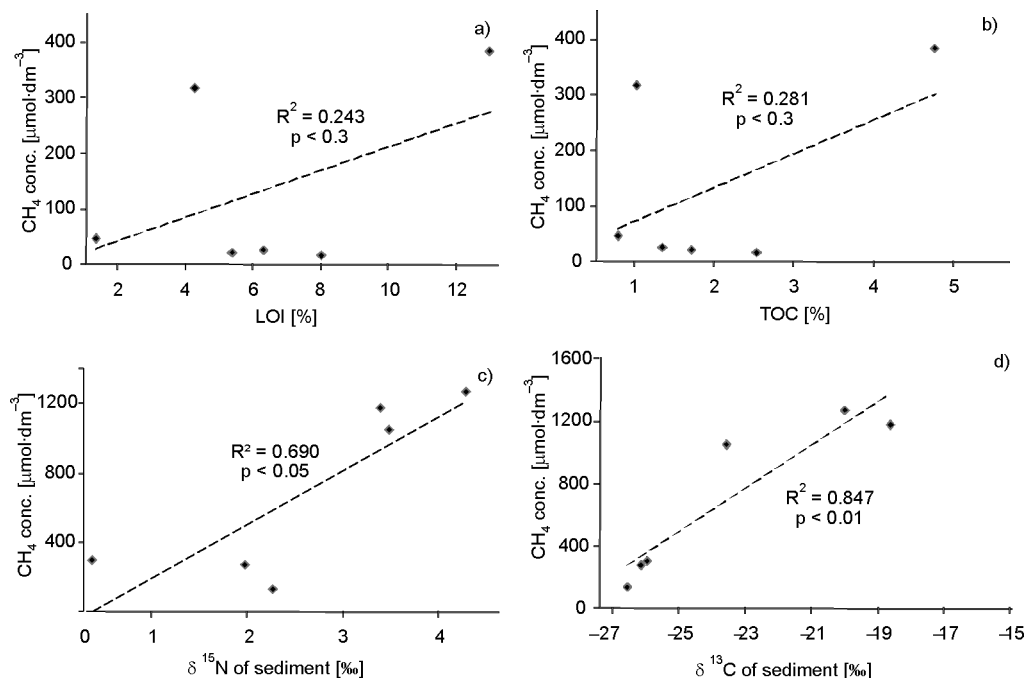 a)
CH4 conc. [µmol·dm⁻³]
400
300
200
100
0
R² = 0.243
p < 0.3
2 4 6 8 10 12
LOI [%]
b)
CH4 conc. [µmol·dm⁻³]
400
300
200
100
0
R² = 0.281
p < 0.3
1 2 3 4 5
TOC [%]
c)
CH4 conc. [µmol·dm⁻³]
1200
800
400
R² = 0.690
p < 0.05
0 1 2 3 4
δ ¹⁵N of sediment [‰]
d)
CH4 conc. [µmol·dm⁻³]
1600
1200
800
400
0
R² = 0.847
p < 0.01
–27 –25 –23 –21 –19 –17 –15
δ ¹³C of sediment [‰]